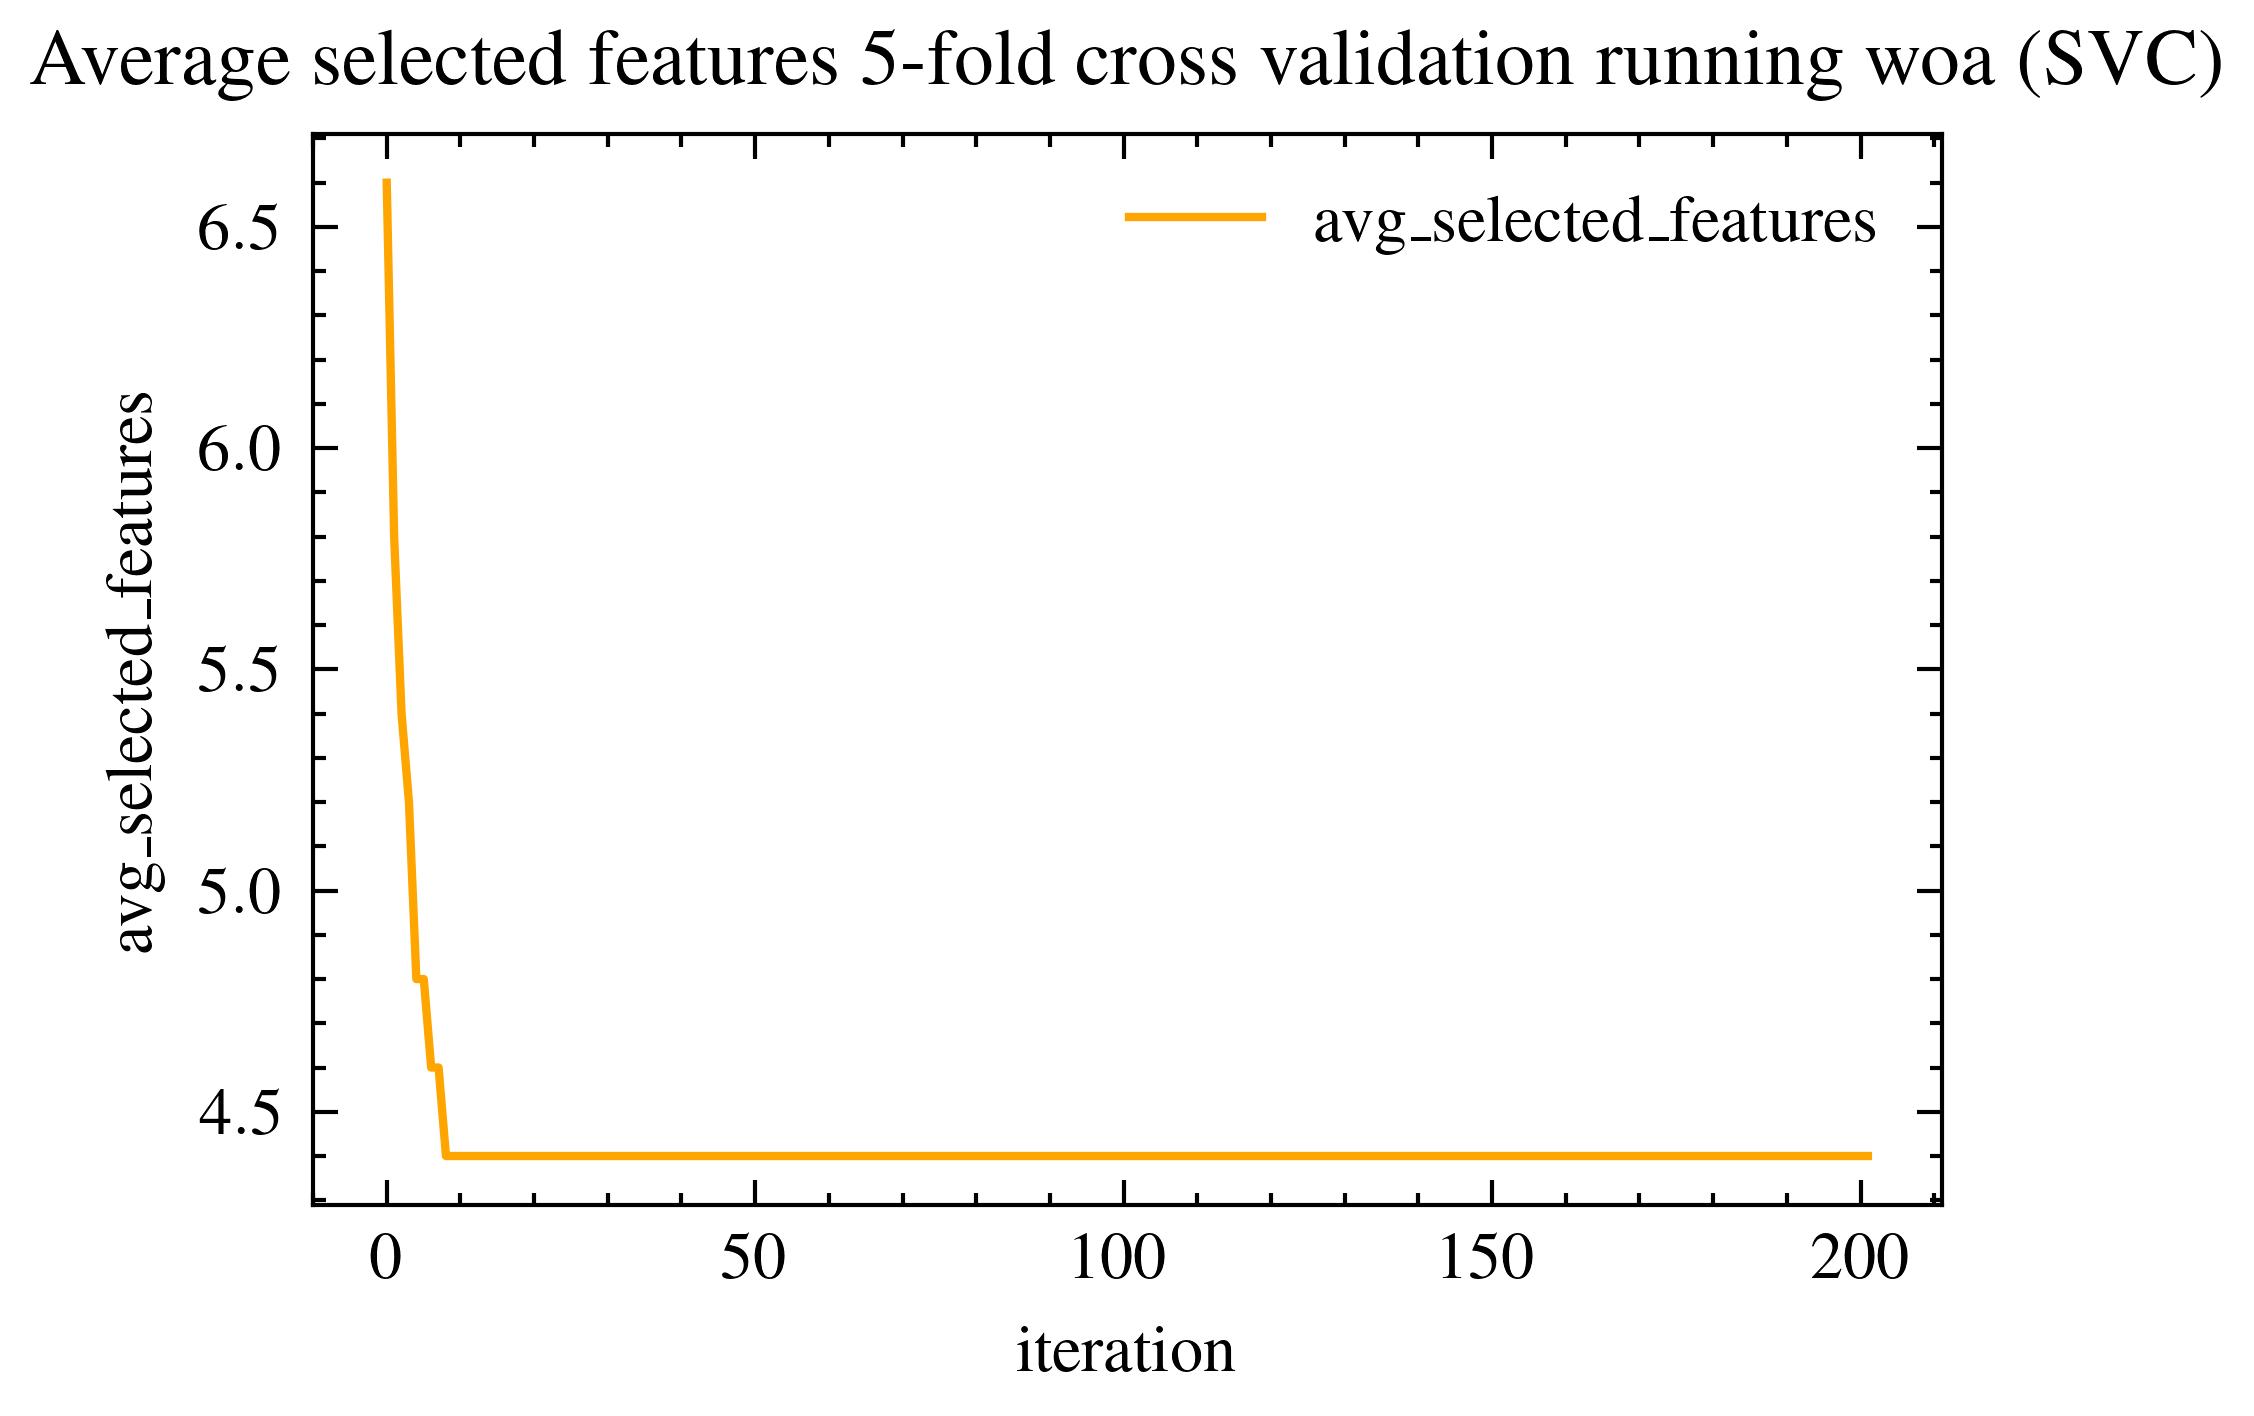 Average selected features 5-fold cross validation running woa (SVC)
avg_selected_features
6.5
6.0
5.5
5.0
4.5
avg_selected_features
0 50 100 150 200
iteration